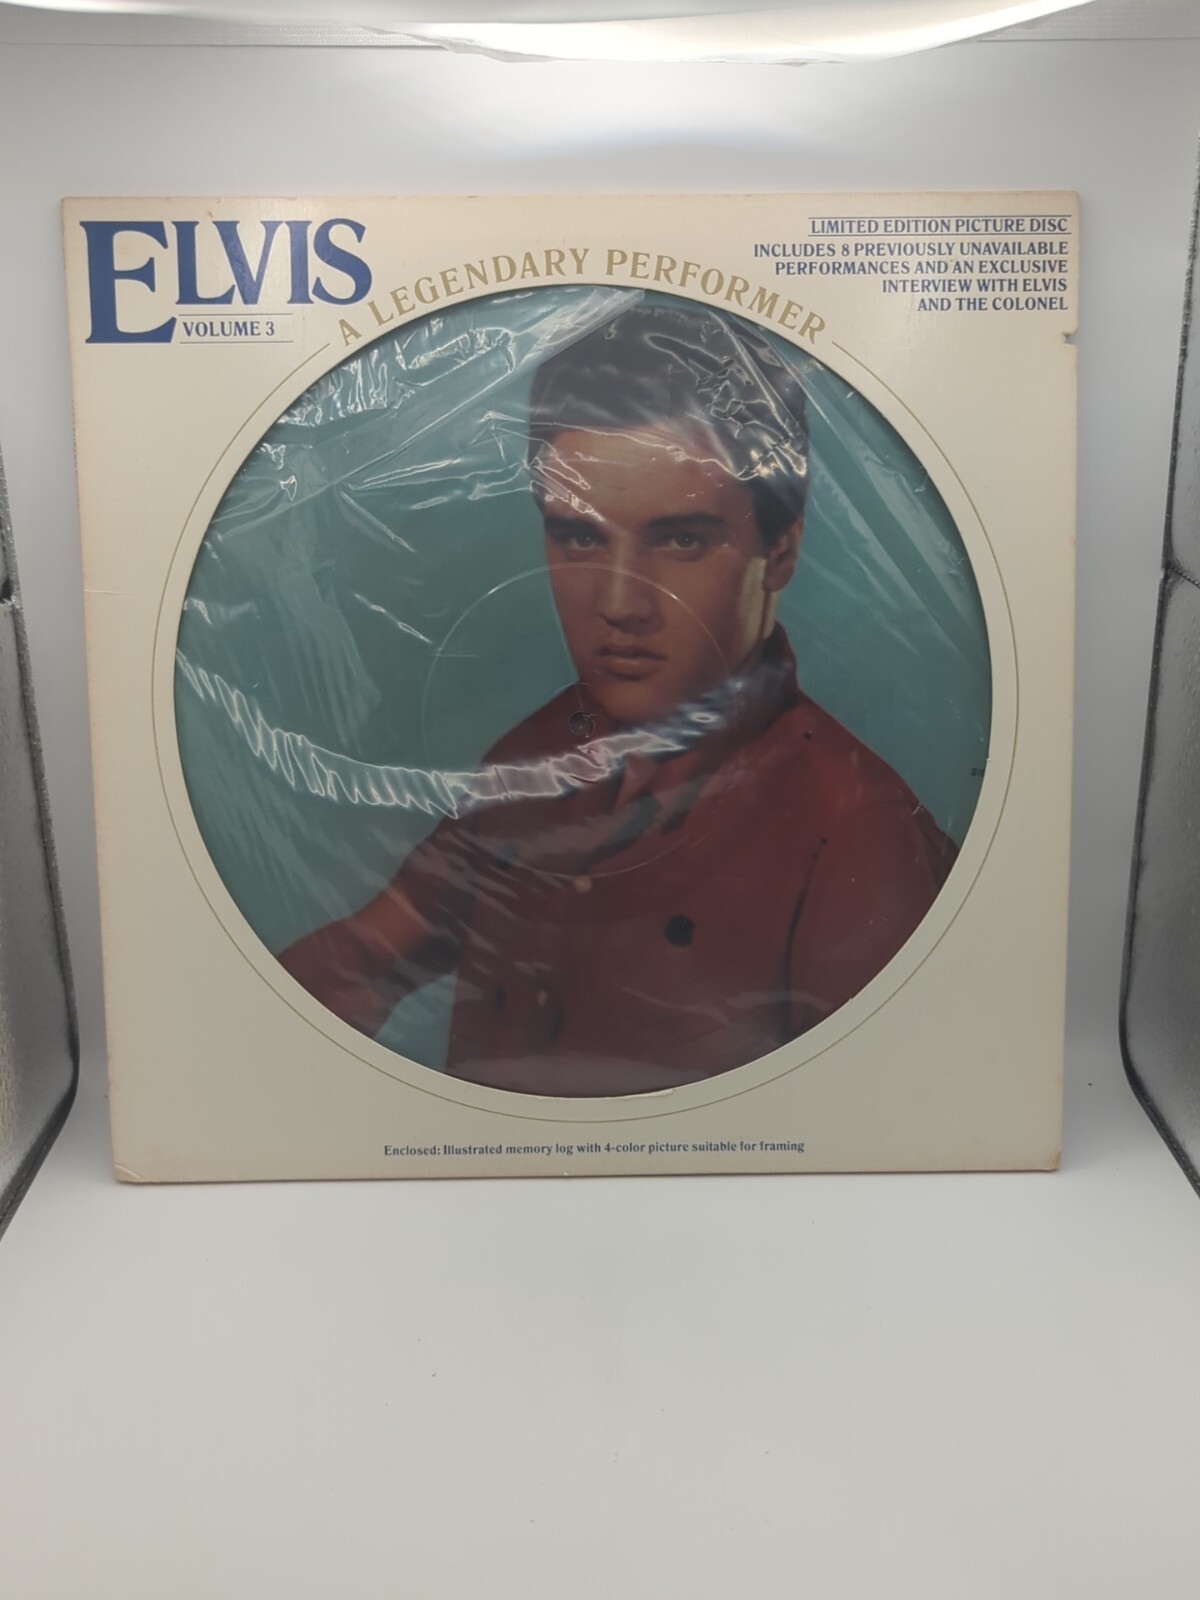 ELVIS
VOLUME 3
A LEGENDARY PERFORMER
LIMITED EDITION PICTURE DISC
INCLUDES 8 PREVIOUSLY UNAVAILABLE
PERFORMANCES AND AN EXCLUSIVE
INTERVIEW WITH ELVIS
AND THE COLONEL
Enclosed: Illustrated memory log with 4-color picture suitable for framing